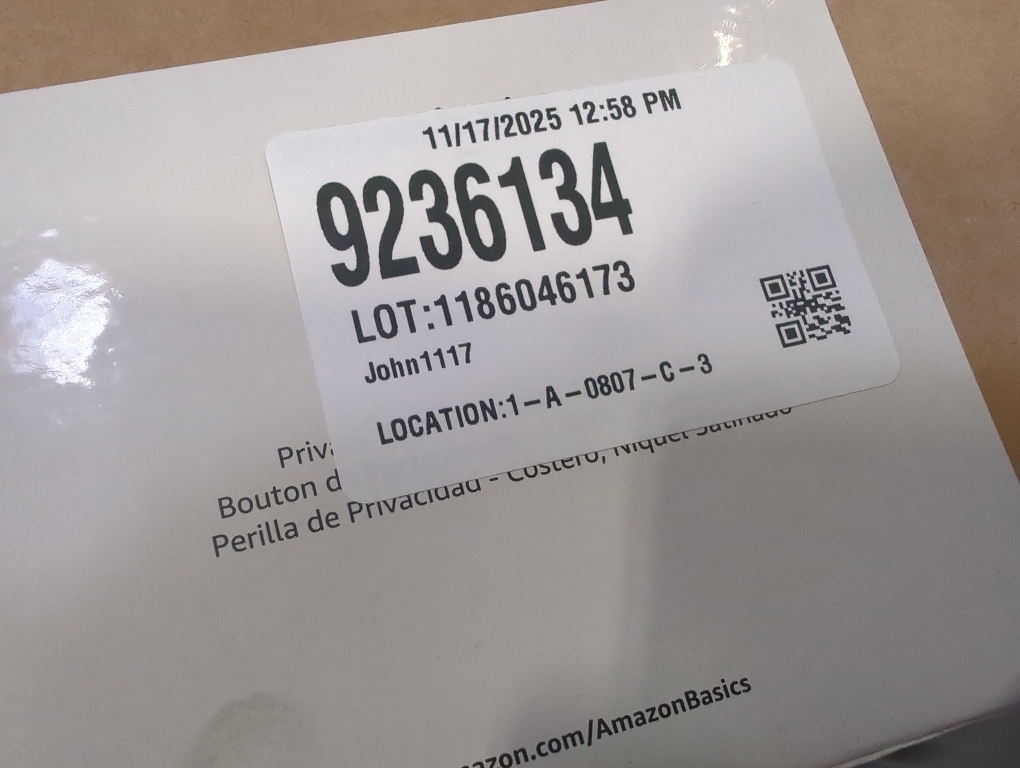 11/17/2025 12:58 PM
9236134
LOT:1186046173
John1117
LOCATION:1-A-0807-C-3
Bouton
Perilla de Privacidad - Costero, Níquel Satinado
azon.com/AmazonBasics